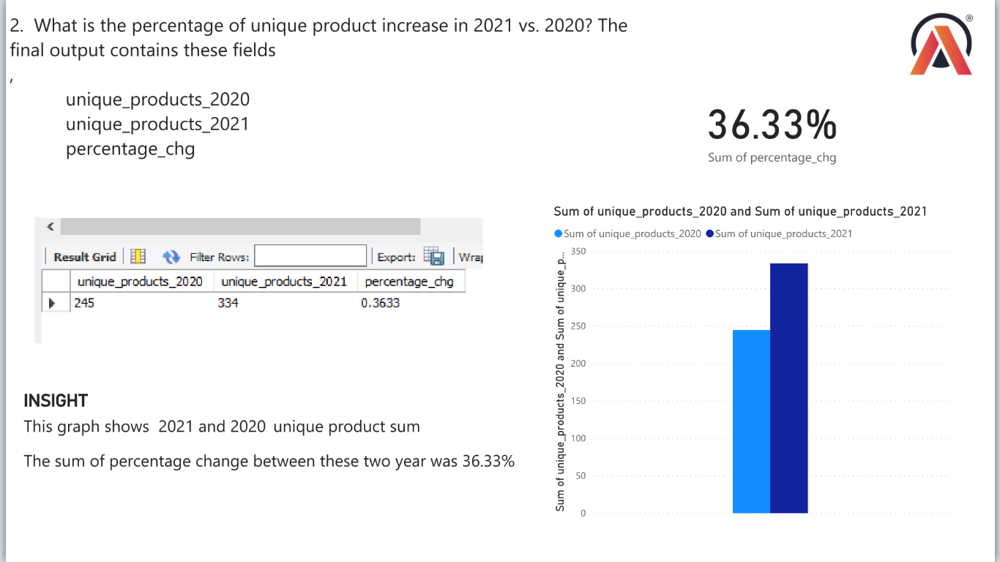 2. What is the percentage of unique product increase in 2021 vs. 2020? The
final output contains these fields
,
unique_products_2020
unique_products_2021
percentage_chg
®
36.33%
Sum of percentage_chg
<
Result Grid
Filter Rows:
Export:
Wrap
unique_products_2020 unique_products_2021 percentage_chg
245 334 0.3633
INSIGHT
This graph shows 2021 and 2020 unique product sum
The sum of percentage change between these two year was 36.33%
Sum of unique_products_2020 and Sum of unique_products_2021
Sum of unique_products_2020 Sum of unique_products_2021
Sum of unique_products_2020 and Sum of unique_p...
350
300
250
200
150
100
50
0